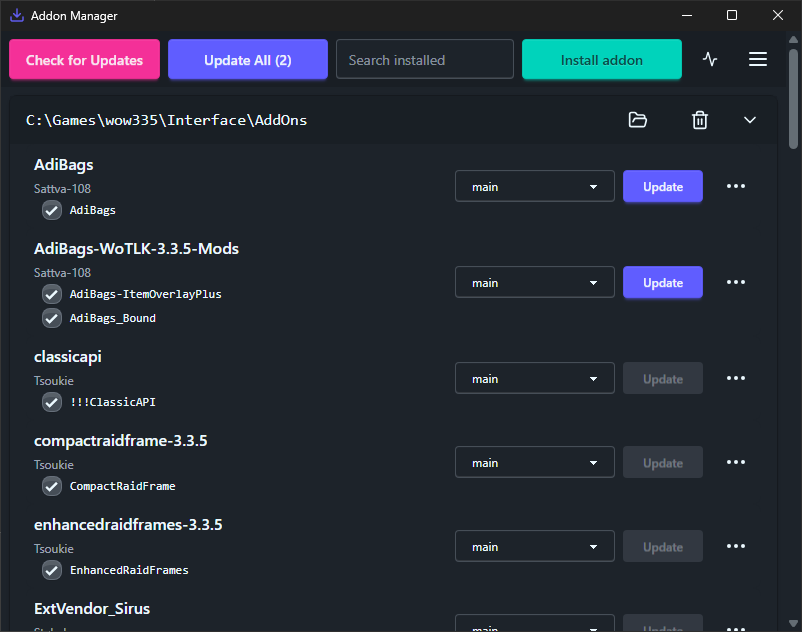 Addon Manager
Check for Updates
Update All (2)
Search installed
Install addon
C:\Games\wow335\Interface\AddOns
AdiBags
Sattva-108
AdiBags
main
Update
AdiBags-WoTLK-3.3.5-Mods
Sattva-108
AdiBags-ItemOverlayPlus
AdiBags_Bound
main
Update
classicapi
Tsoukie
!!!ClassicAPI
main
Update
compactraidframe-3.3.5
Tsoukie
CompactRaidFrame
main
Update
enhancedraidframes-3.3.5
Tsoukie
EnhancedRaidFrames
main
Update
ExtVendor_Sirus
main
Update